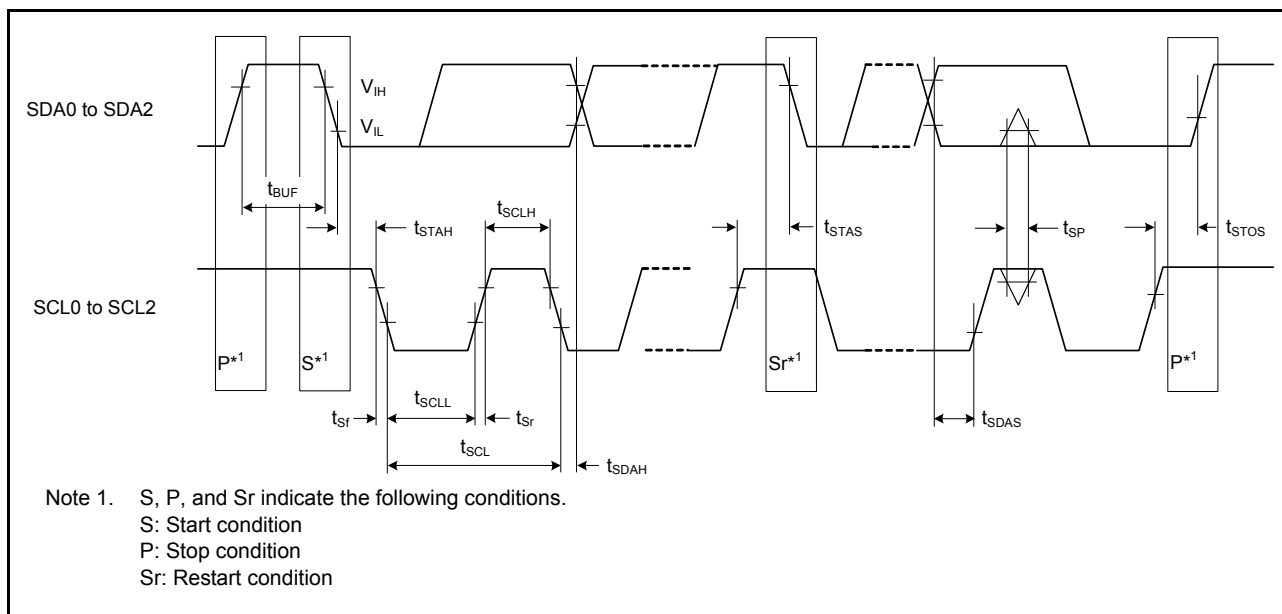 SDA0 to SDA2
VIH
VIL
tBUF
tSTAH
tSCLH
tSTAS
tSP
tSTOS
SCL0 to SCL2
P*1
S*1
Sr*1
P*1
tSf
tSCLL
tSr
tSDAS
tSCL
tSDAH
Note 1. S, P, and Sr indicate the following conditions.
S: Start condition
P: Stop condition
Sr: Restart condition